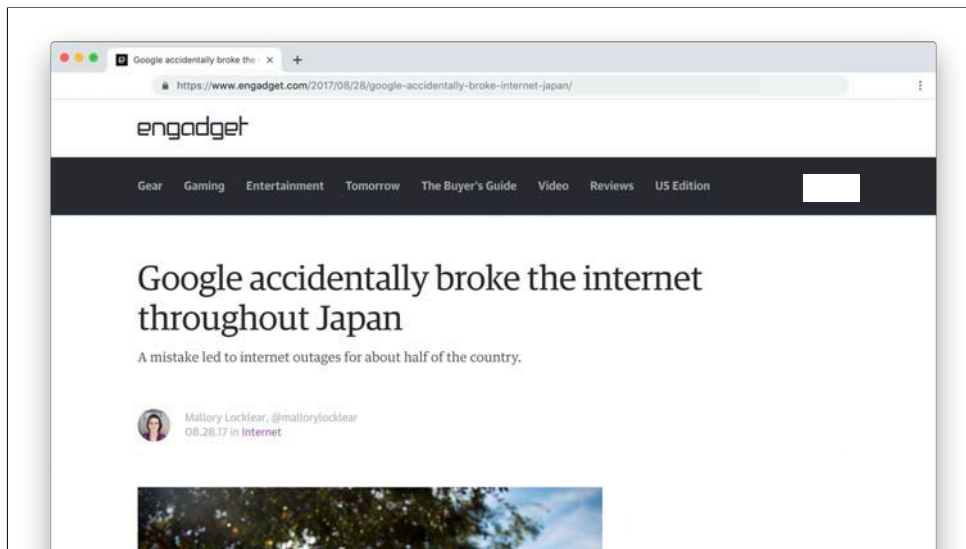 Google accidentally broke the
https://www.engadget.com/2017/08/28/google-accidentally-broke-internet-japan/
engadget
Gear Gaming Entertainment Tomorrow The Buyer's Guide Video Reviews US Edition
Google accidentally broke the internet
throughout Japan
A mistake led to internet outages for about half of the country.
Mallory Locklear, @mallorylocklear
08.28.17 in Internet